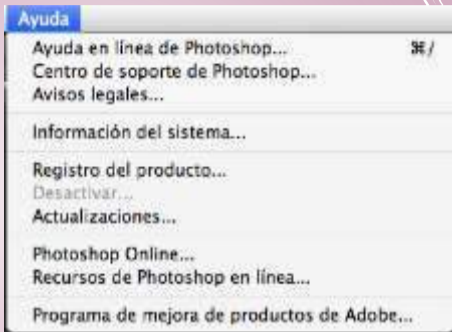 Ayuda
Ayuda en línea de Photoshop... ⌘/
Centro de soporte de Photoshop...
Avisos legales...
Información del sistema...
Registro del producto...
Desactivar...
Actualizaciones...
Photoshop Online...
Recursos de Photoshop en línea...
Programa de mejora de productos de Adobe...